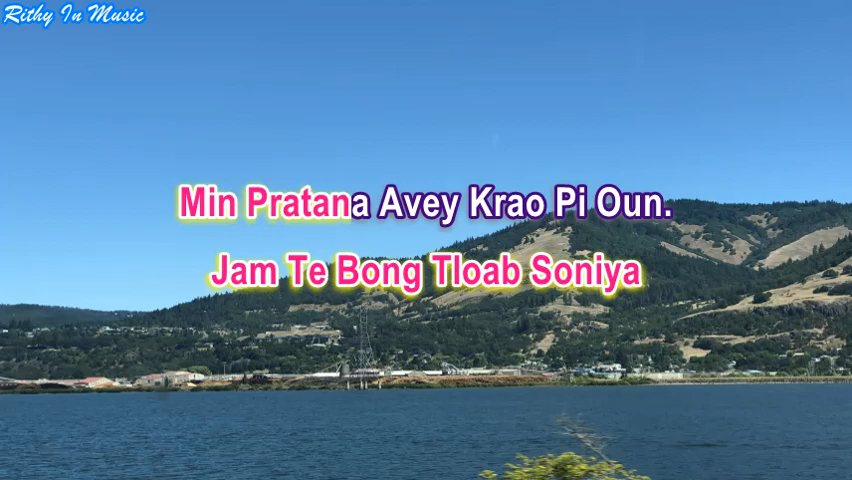 Rithy In Music
Min Pratana Avey Krao Pi Oun.
Jam Te Bong Tloab Soniya